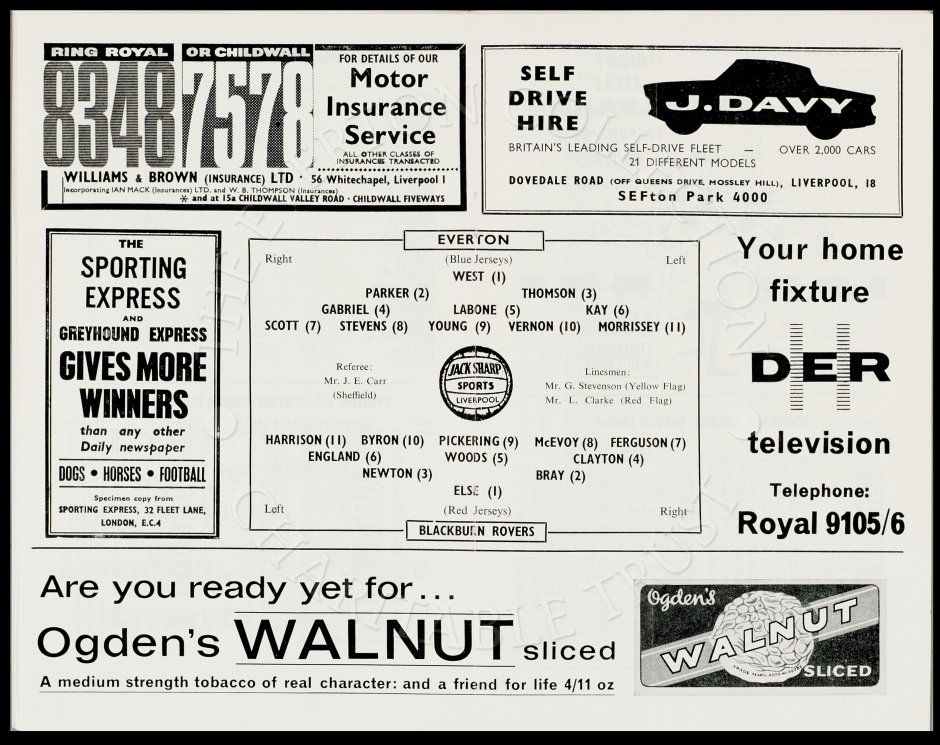 RING ROYAL
8348
OR CHILDWALL
7578
FOR DETAILS OF OUR
Motor
Insurance
Service
ALL OTHER CLASSES OF
INSURANCES TRANSACTED
WILLIAMS & BROWN (INSURANCE) LTD · 56 Whitechapel, Liverpool 1
Incorporating IAN MACK (Insurances) LTD. and W. B. THOMPSON (Insurances)
* and at 15a CHILDWALL VALLEY ROAD · CHILDWALL FIVEWAYS
SELF
DRIVE
HIRE
J. DAVY
BRITAIN'S LEADING SELF-DRIVE FLEET — OVER 2,000 CARS
21 DIFFERENT MODELS
DOVEDALE ROAD (OFF QUEENS DRIVE, MOSSLEY HILL), LIVERPOOL, 18
SEFton Park 4000
THE
SPORTING
EXPRESS
AND
GREYHOUND EXPRESS
GIVES MORE
WINNERS
than any other
Daily newspaper
DOGS • HORSES • FOOTBALL
Specimen copy from
SPORTING EXPRESS, 32 FLEET LANE,
LONDON, E.C.4
EVERTON
Right (Blue Jerseys) Left
WEST (1)
PARKER (2) THOMSON (3)
GABRIEL (4) LABONE (5) KAY (6)
SCOTT (7) STEVENS (8) YOUNG (9) VERNON (10) MORRISSEY (11)
Referee:
Mr. J. E. Carr
(Sheffield)
JACK SHARP
SPORTS
LIVERPOOL
Linesmen:
Mr. G. Stevenson (Yellow Flag)
Mr. L. Clarke (Red Flag)
HARRISON (11) BYRON (10) PICKERING (9) McEVOY (8) FERGUSON (7)
ENGLAND (6) WOODS (5) CLAYTON (4)
NEWTON (3) BRAY (2)
ELSE (1)
Left (Red Jerseys) Right
BLACKBURN ROVERS
Your home
fixture
DER
television
Telephone:
Royal 9105/6
Are you ready yet for...
Ogden's WALNUT sliced
A medium strength tobacco of real character: and a friend for life 4/11 oz
Ogden's
WALNUT
SLICED
THE EVERTON COLLECTION
CHARITABLE TRUST